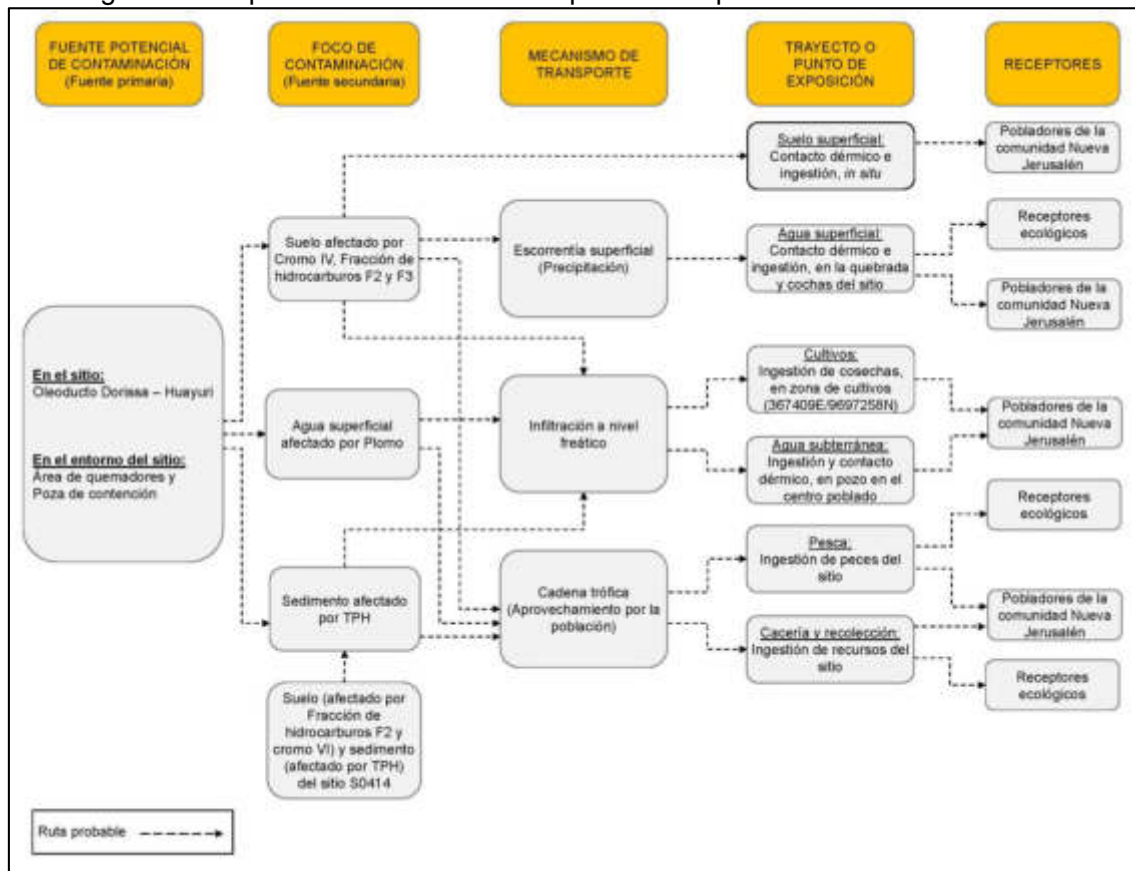 FUENTE POTENCIAL
DE CONTAMINACIÓN
(Fuente primaria)
FOCO DE
CONTAMINACIÓN
(Fuente secundaria)
MECANISMO DE
TRANSPORTE
TRAYECTO O
PUNTO DE
EXPOSICIÓN
RECEPTORES
En el sitio:
Oleoducto Dorissa – Huayuri
En el entorno del sitio:
Área de quemadores y
Poza de contención
Suelo afectado por
Cromo IV, Fracción de
hidrocarburos F2 y F3
Agua superficial
afectado por Plomo
Sedimento afectado
por TPH
Suelo (afectado por
Fracción de
hidrocarburos F2 y
cromo VI) y sedimento
(afectado por TPH)
del sitio S0414
Escorrentía superficial
(Precipitación)
Infiltración a nivel
freático
Cadena trófica
(Aprovechamiento por la
población)
Suelo superficial:
Contacto dérmico e
ingestión, in situ
Agua superficial:
Contacto dérmico e
ingestión, en la quebrada
y cochas del sitio
Cultivos:
Ingestión de cosechas,
en zona de cultivos
(367409E/9697258N)
Agua subterránea:
Ingestión y contacto
dérmico, en pozo en el
centro poblado
Pesca:
Ingestión de peces del
sitio
Cacería y recolección:
Ingestión de recursos del
sitio
Pobladores de la
comunidad Nueva
Jerusalén
Receptores
ecológicos
Pobladores de la
comunidad Nueva
Jerusalén
Pobladores de la
comunidad Nueva
Jerusalén
Receptores
ecológicos
Pobladores de la
comunidad Nueva
Jerusalén
Receptores
ecológicos
Ruta probable